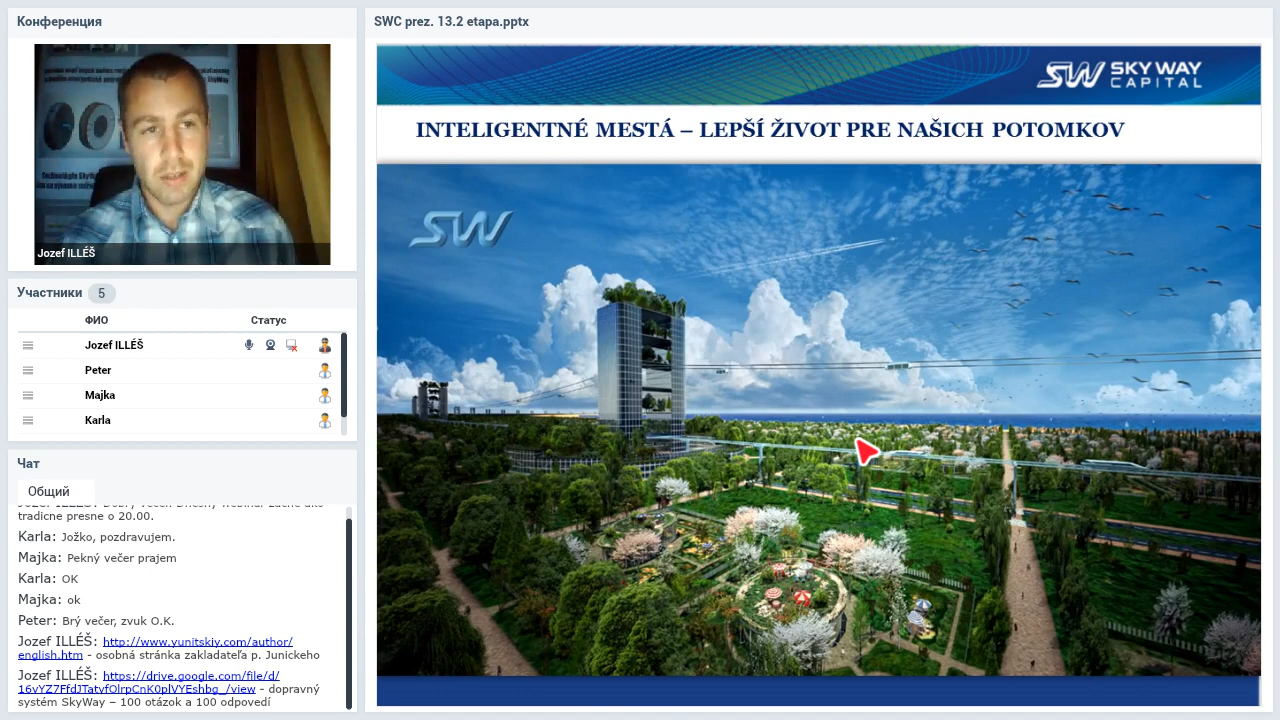 Конференция
Jozef ILLÉŠ
Участники 5
ФИО Статус
Jozef ILLÉŠ
Peter
Majka
Karla
Чат
Общий
tradicne presne o 20.00.
Karla: Jožko, pozdravujem.
Majka: Pekný večer prajem
Karla: OK
Majka: ok
Peter: Brý večer, zvuk O.K.
Jozef ILLÉŠ: http://www.yunitskiy.com/author/
english.htm - osobná stránka zakladateľa p. Junickeho
Jozef ILLÉŠ: https://drive.google.com/file/d/
16vYZ7FfdJTatvfOlrpCnK0plVYEshbg_/view - dopravný
systém SkyWay – 100 otázok a 100 odpovedí
SWC prez. 13.2 etapa.pptx
SW SKY WAY
CAPITAL
INTELIGENTNÉ MESTÁ – LEPŠÍ ŽIVOT PRE NAŠICH POTOMKOV
SW